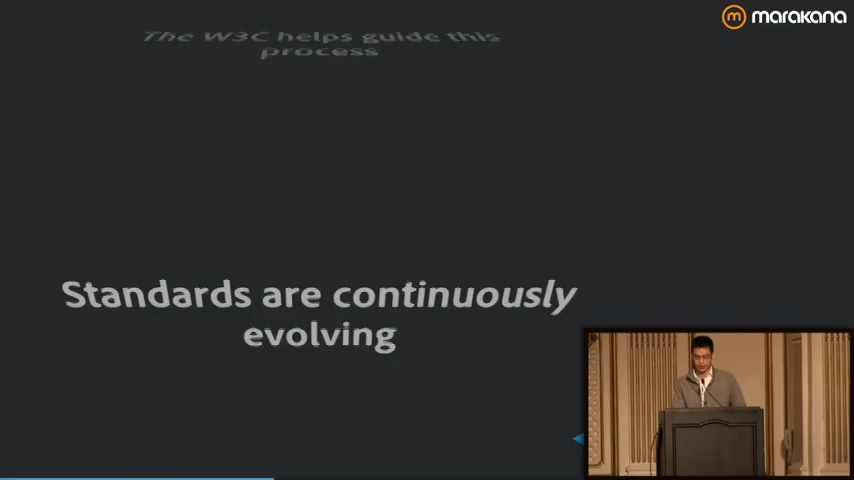 marakana
The W3C helps guide this
process
Standards are continuously
evolving